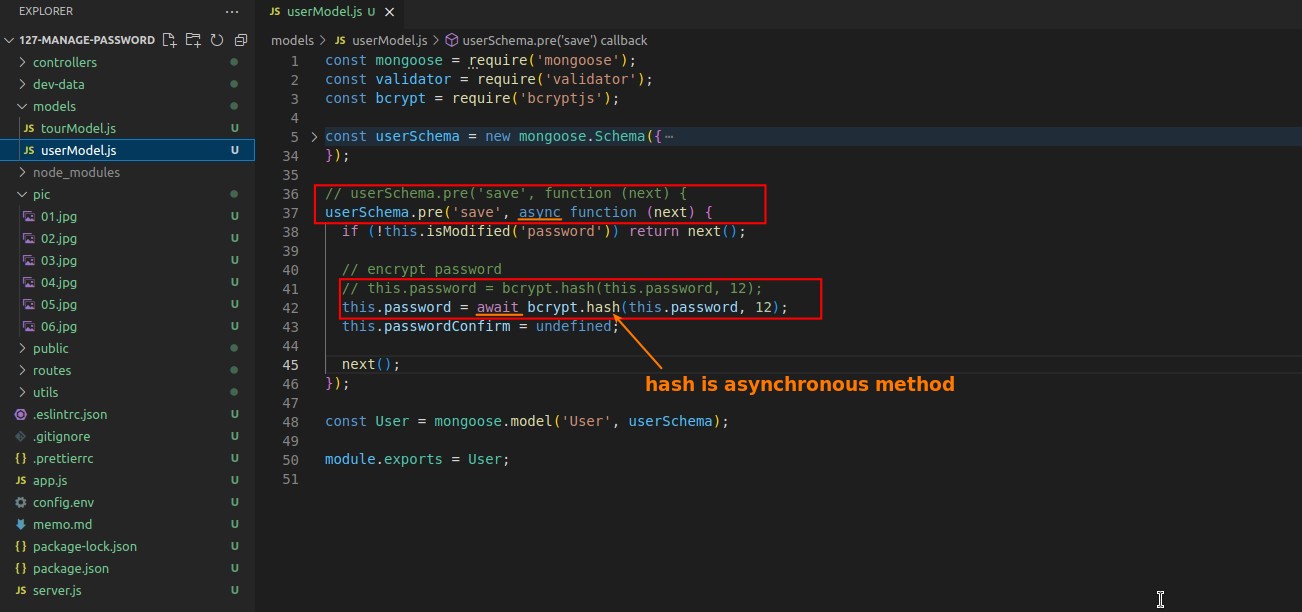 EXPLORER
127-MANAGE-PASSWORD
controllers
dev-data
models
JS tourModel.js U
JS userModel.js U
node_modules
pic
01.jpg U
02.jpg U
03.jpg U
04.jpg U
05.jpg U
06.jpg U
public
routes
utils
.eslintrc.json U
.gitignore U
{} .prettierrc U
JS app.js U
config.env U
memo.md U
{} package-lock.json U
{} package.json U
JS server.js U
JS userModel.js U
models > JS userModel.js > userSchema.pre('save') callback
1 const mongoose = require('mongoose');
2 const validator = require('validator');
3 const bcrypt = require('bcryptjs');
4
5 const userSchema = new mongoose.Schema({⋯
34 });
35
36 // userSchema.pre('save', function (next) {
37 userSchema.pre('save', async function (next) {
38 if (!this.isModified('password')) return next();
39
40 // encrypt password
41 // this.password = bcrypt.hash(this.password, 12);
42 this.password = await bcrypt.hash(this.password, 12);
43 this.passwordConfirm = undefined;
44
45 next();
46 });
hash is asynchronous method
47
48 const User = mongoose.model('User', userSchema);
49
50 module.exports = User;
51